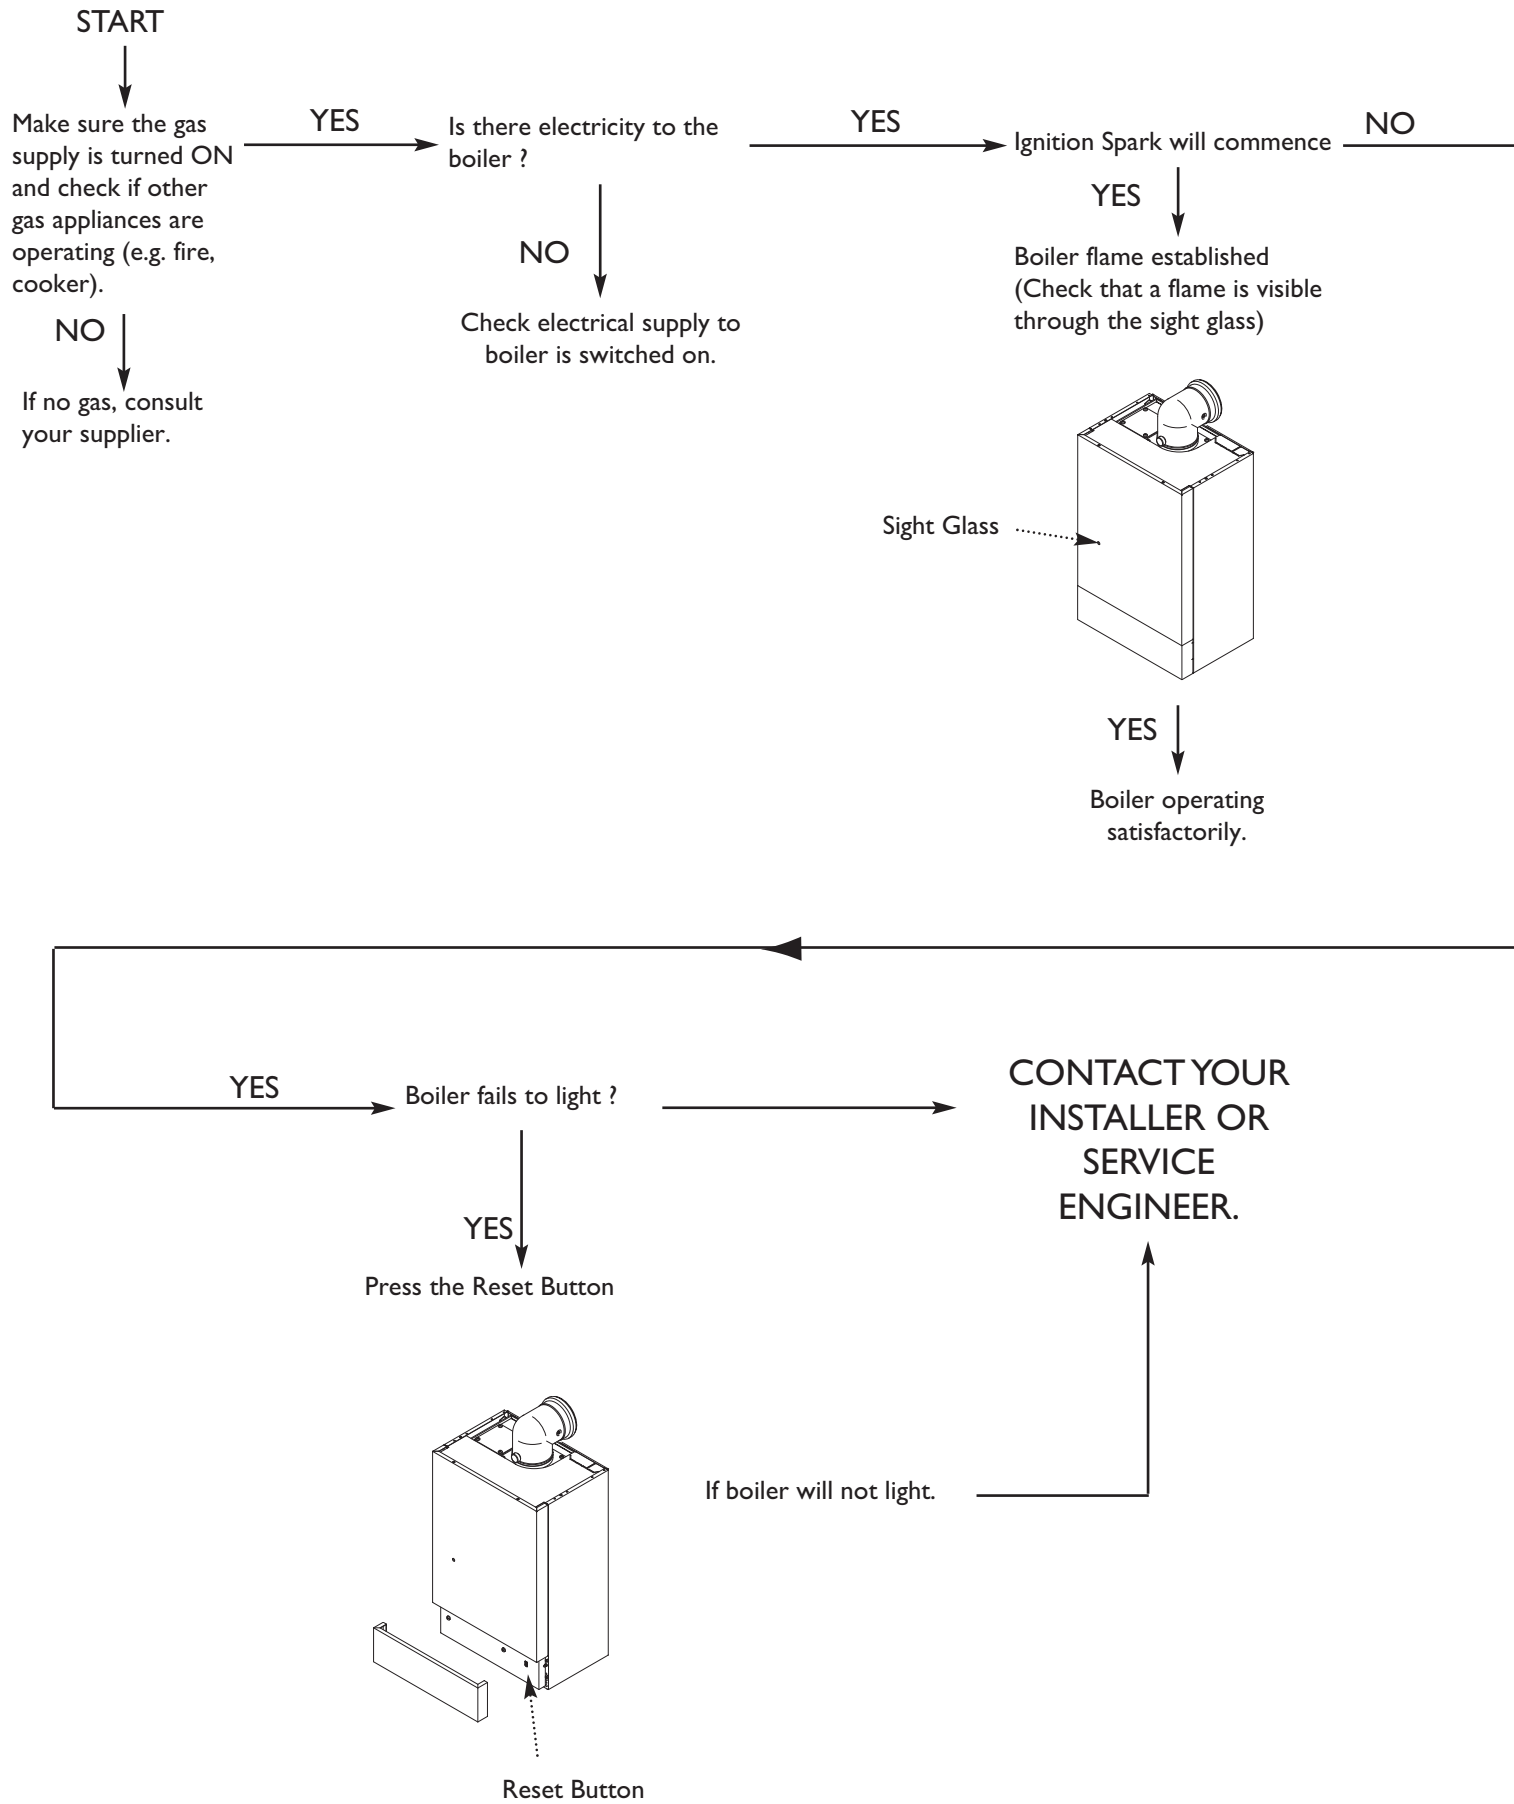 START
Make sure the gas
supply is turned ON
and check if other
gas appliances are
operating (e.g. fire,
cooker).
YES
Is there electricity to the
boiler ?
YES
Ignition Spark will commence
NO
NO
If no gas, consult
your supplier.
NO
Check electrical supply to
boiler is switched on.
YES
Boiler flame established
(Check that a flame is visible
through the sight glass)
Sight Glass
YES
Boiler operating
satisfactorily.
YES
Boiler fails to light ?
CONTACT YOUR
INSTALLER OR
SERVICE
ENGINEER.
YES
Press the Reset Button
If boiler will not light.
Reset Button